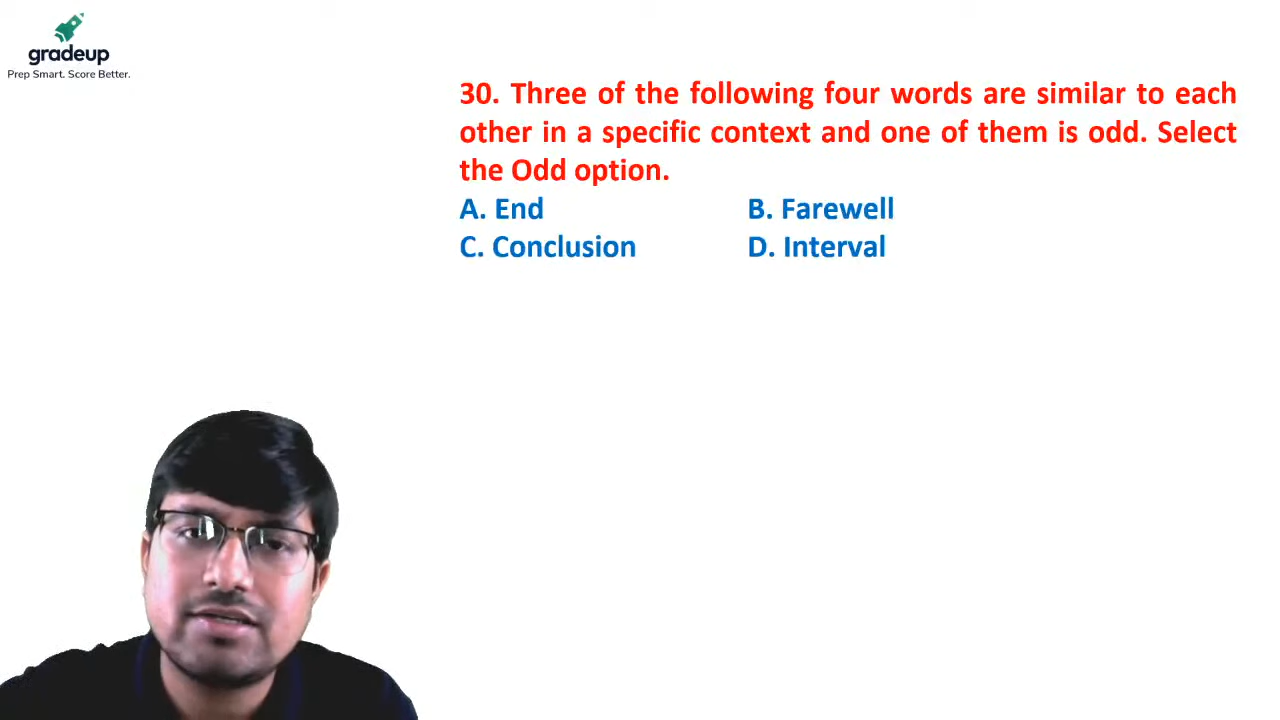 gradeup
Prep Smart. Score Better.
30. Three of the following four words are similar to each
other in a specific context and one of them is odd. Select
the Odd option.
A. End B. Farewell
C. Conclusion D. Interval